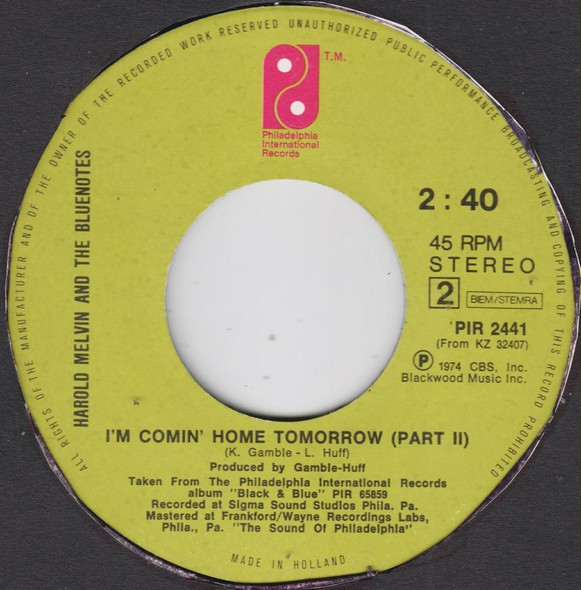 ALL RIGHTS OF THE MANUFACTURER AND OF THE OWNER OF THE RECORDED WORK RESERVED UNAUTHORIZED PUBLIC PERFORMANCE BROADCASTING AND COPYING OF THIS RECORD PROHIBITED
T.M.
Philadelphia
International
Records
HAROLD MELVIN AND THE BLUENOTES
2 : 40
45 RPM
STEREO
2 BIEM/STEMRA
PIR 2441
(From KZ 32407)
Ⓟ 1974 CBS, Inc.
Blackwood Music Inc.
I'M COMIN' HOME TOMORROW (PART II)
(K. Gamble - L. Huff)
Produced by Gamble-Huff
Taken From The Philadelphia International Records
album "Black & Blue" PIR 65859
Recorded at Sigma Sound Studios Phila. Pa.
Mastered at Frankford/Wayne Recordings Labs,
Phila., Pa. "The Sound Of Philadelphia"
MADE IN HOLLAND